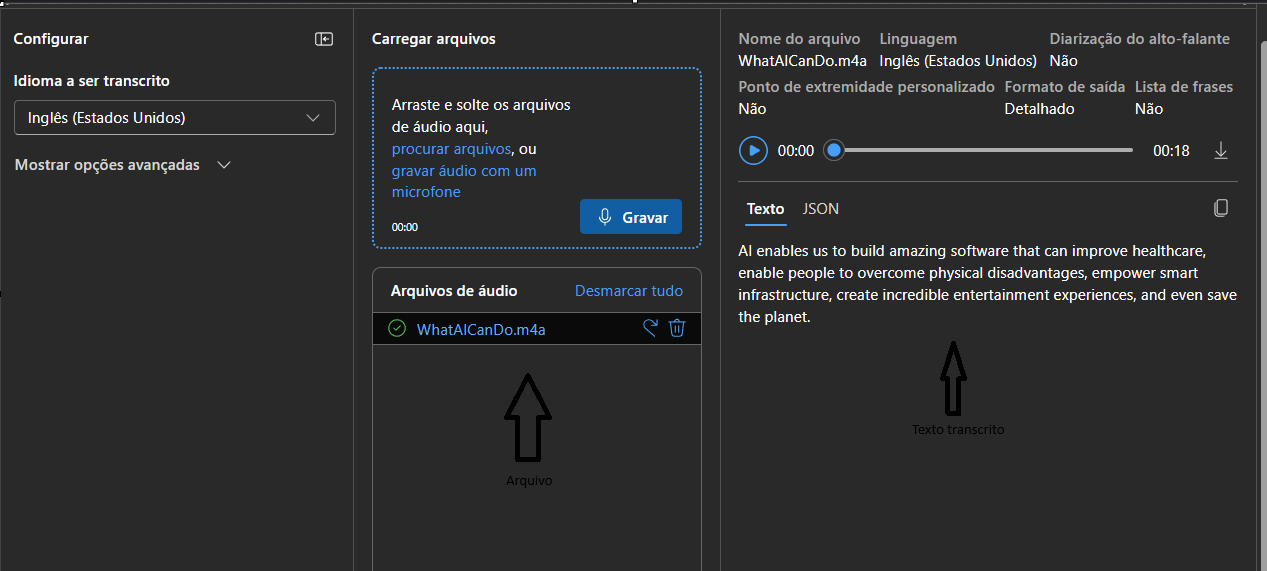 Configurar
Idioma a ser transcrito
Inglês (Estados Unidos)
Mostrar opções avançadas
Carregar arquivos
Arraste e solte os arquivos
de áudio aqui,
procurar arquivos, ou
gravar áudio com um
microfone
00:00
Gravar
Arquivos de áudio Desmarcar tudo
WhatAICanDo.m4a
Arquivo
Nome do arquivo Linguagem Diarização do alto-falante
WhatAICanDo.m4a Inglês (Estados Unidos) Não
Ponto de extremidade personalizado Formato de saída Lista de frases
Não Detalhado Não
00:00 00:18
Texto JSON
AI enables us to build amazing software that can improve healthcare,
enable people to overcome physical disadvantages, empower smart
infrastructure, create incredible entertainment experiences, and even save
the planet.
Texto transcrito